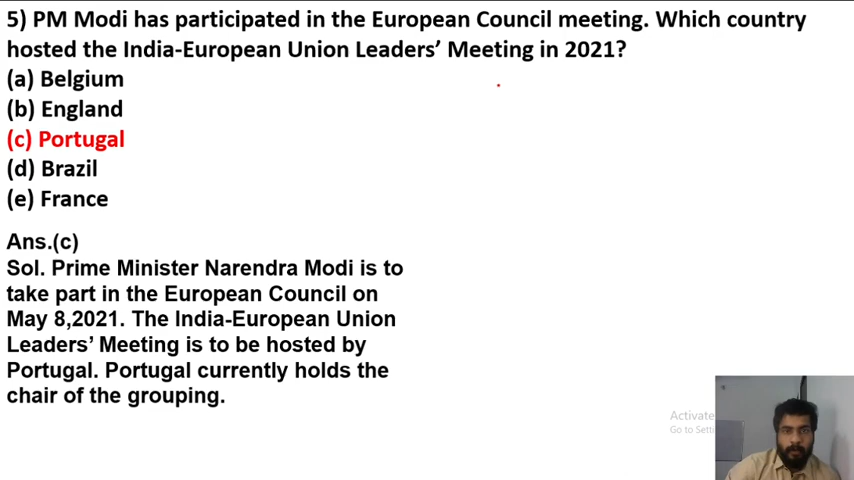 5) PM Modi has participated in the European Council meeting. Which country
hosted the India-European Union Leaders’ Meeting in 2021?
(a) Belgium
(b) England
(c) Portugal
(d) Brazil
(e) France
Ans.(c)
Sol. Prime Minister Narendra Modi is to
take part in the European Council on
May 8,2021. The India-European Union
Leaders’ Meeting is to be hosted by
Portugal. Portugal currently holds the
chair of the grouping.
Activate
Go to